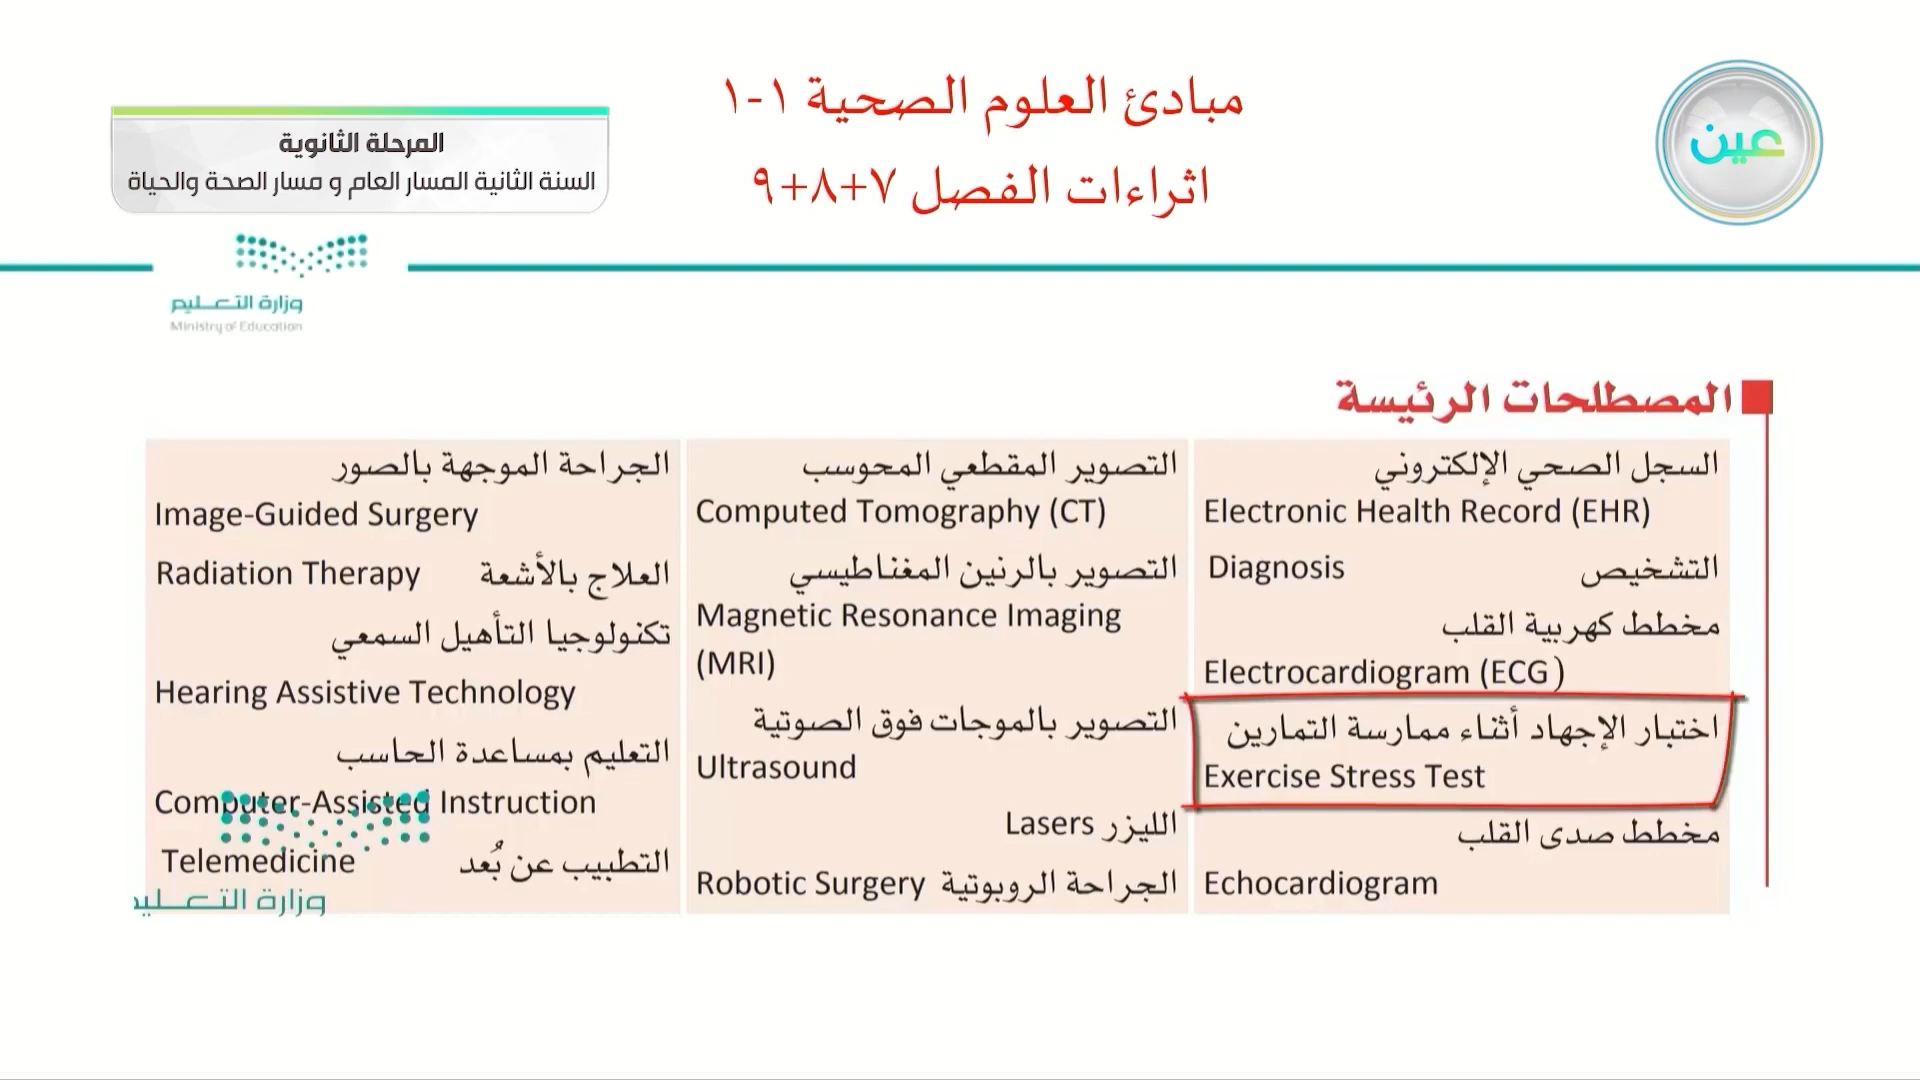 مبادئ العلوم الصحية ١-١
اثراءات الفصل ٧+٨+٩
عين
المرحلة الثانوية
السنة الثانية المسار العام و مسار الصحة والحياة
وزارة التعليم
Ministry of Education
المصطلحات الرئيسة
السجل الصحي الإلكتروني
Electronic Health Record (EHR)
التشخيص Diagnosis
مخطط كهربية القلب
Electrocardiogram (ECG)
اختبار الإجهاد أثناء ممارسة التمارين
Exercise Stress Test
مخطط صدى القلب
Echocardiogram
التصوير المقطعي المحوسب
Computed Tomography (CT)
التصوير بالرنين المغناطيسي
Magnetic Resonance Imaging
(MRI)
التصوير بالموجات فوق الصوتية
Ultrasound
الليزر Lasers
الجراحة الروبوتية Robotic Surgery
الجراحة الموجهة بالصور
Image-Guided Surgery
العلاج بالأشعة Radiation Therapy
تكنولوجيا التأهيل السمعي
Hearing Assistive Technology
التعليم بمساعدة الحاسب
Computer-Assisted Instruction
التطبيب عن بُعد Telemedicine
وزارة التعليم